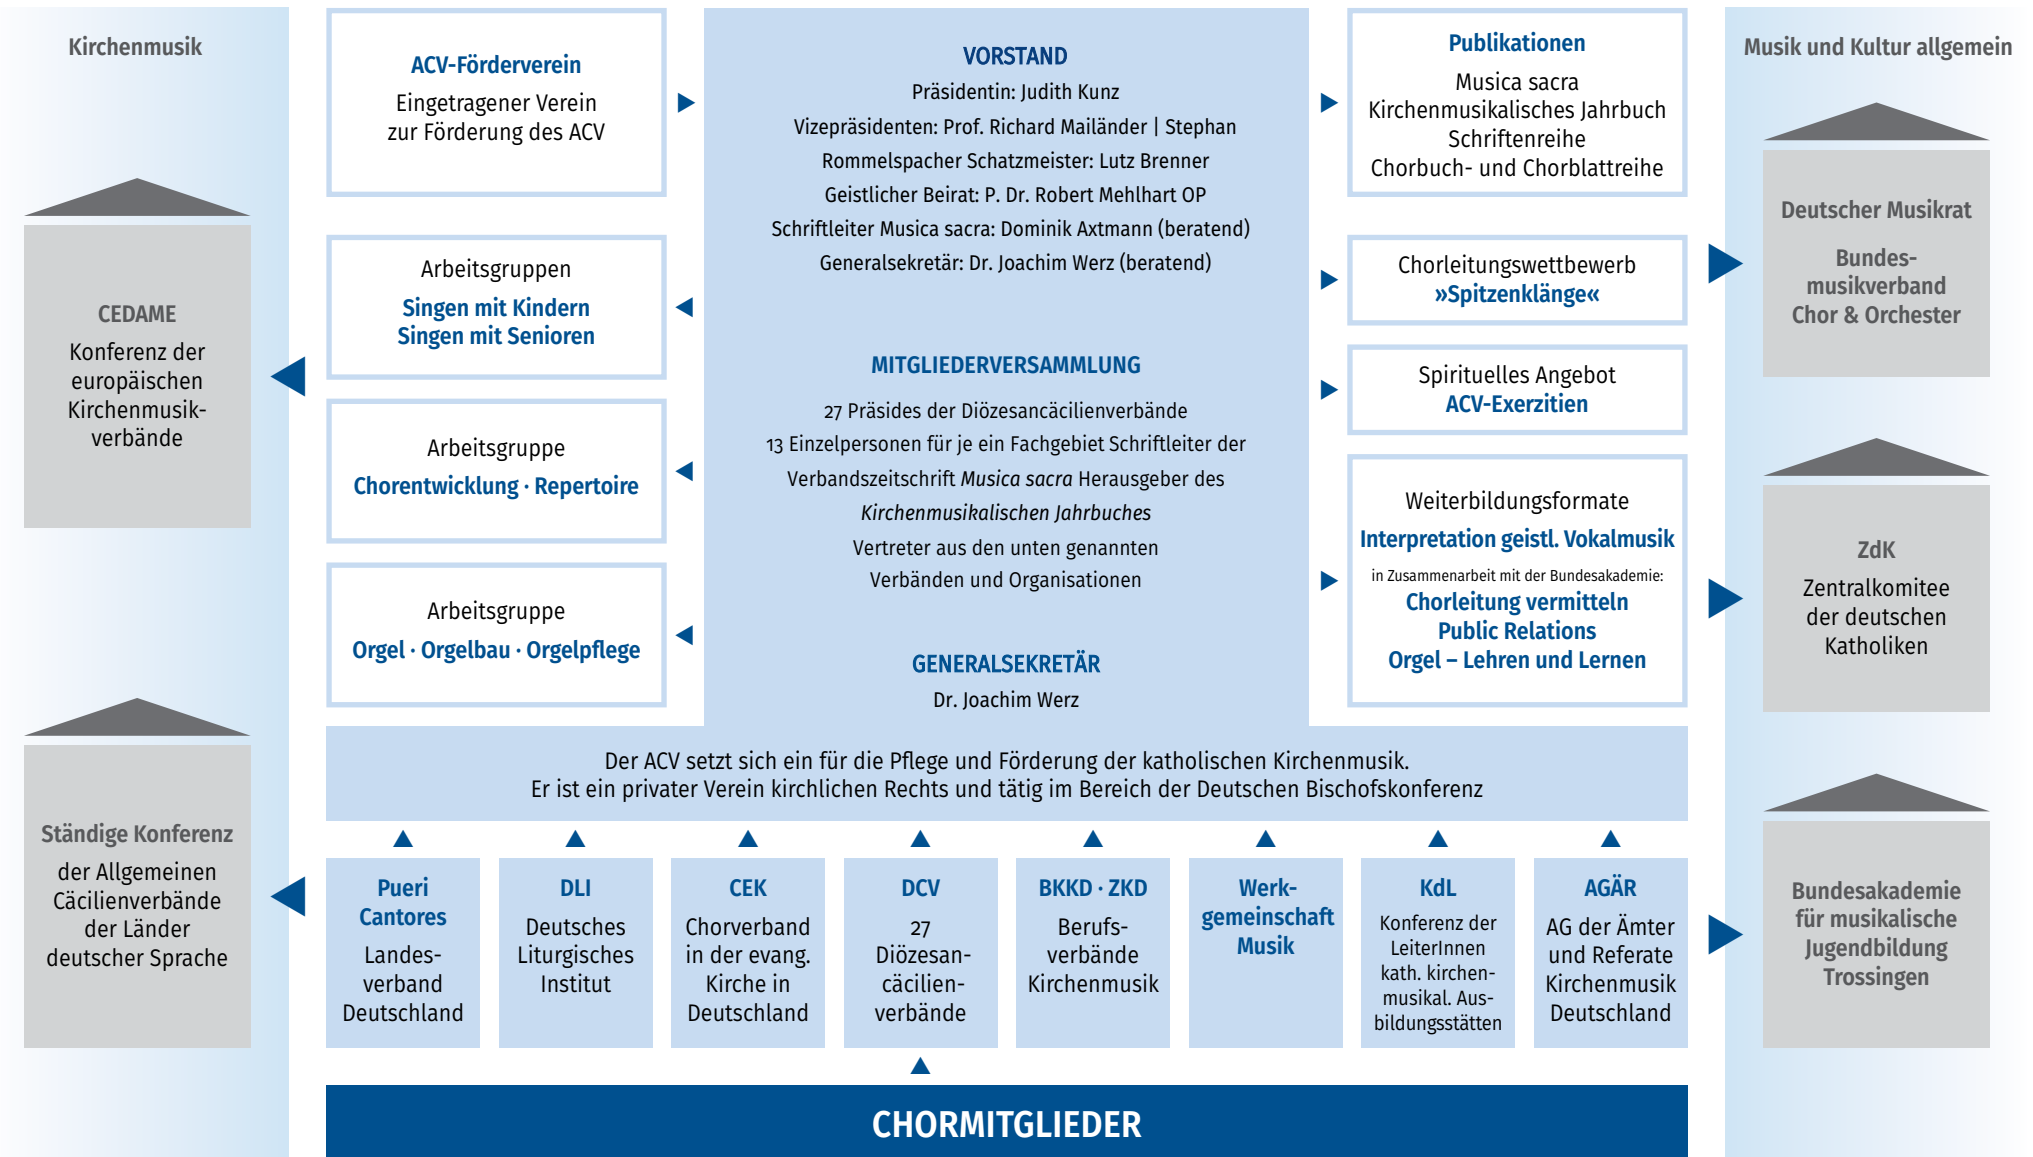 Kirchenmusik
CEDAME
Konferenz der
europäischen
Kirchenmusik-
verbände
Ständige Konferenz
der Allgemeinen
Cäcilienverbände
der Länder
deutscher Sprache
ACV-Förderverein
Eingetragener Verein
zur Förderung des ACV
Arbeitsgruppen
Singen mit Kindern
Singen mit Senioren
Arbeitsgruppe
Chorentwicklung · Repertoire
Arbeitsgruppe
Orgel · Orgelbau · Orgelpflege
VORSTAND
Präsidentin: Judith Kunz
Vizepräsidenten: Prof. Richard Mailänder | Stephan
Rommelspacher Schatzmeister: Lutz Brenner
Geistlicher Beirat: P. Dr. Robert Mehlhart OP
Schriftleiter Musica sacra: Dominik Axtmann (beratend)
Generalsekretär: Dr. Joachim Werz (beratend)
MITGLIEDERVERSAMMLUNG
27 Präsides der Diözesancäcilienverbände
13 Einzelpersonen für je ein Fachgebiet Schriftleiter der
Verbandszeitschrift Musica sacra Herausgeber des
Kirchenmusikalischen Jahrbuches
Vertreter aus den unten genannten
Verbänden und Organisationen
GENERALSEKRETÄR
Dr. Joachim Werz
Publikationen
Musica sacra
Kirchenmusikalisches Jahrbuch
Schriftenreihe
Chorbuch- und Chorblattreihe
Chorleitungswettbewerb
»Spitzenklänge«
Spirituelles Angebot
ACV-Exerzitien
Weiterbildungsformate
Interpretation geistl. Vokalmusik
in Zusammenarbeit mit der Bundesakademie:
Chorleitung vermitteln
Public Relations
Orgel – Lehren und Lernen
Der ACV setzt sich ein für die Pflege und Förderung der katholischen Kirchenmusik.
Er ist ein privater Verein kirchlichen Rechts und tätig im Bereich der Deutschen Bischofskonferenz
Pueri
Cantores
Landes-
verband
Deutschland
DLI
Deutsches
Liturgisches
Institut
CEK
Chorverband
in der evang.
Kirche in
Deutschland
DCV
27
Diözesan-
cäcilien-
verbände
BKKD · ZKD
Berufs-
verbände
Kirchenmusik
Werk-
gemeinschaft
Musik
KdL
Konferenz der
LeiterInnen
kath. kirchen-
musikal. Aus-
bildungsstätten
AGÄR
AG der Ämter
und Referate
Kirchenmusik
Deutschland
CHORMITGLIEDER
Musik und Kultur allgemein
Deutscher Musikrat
Bundes-
musikverband
Chor & Orchester
ZdK
Zentralkomitee
der deutschen
Katholiken
Bundesakademie
für musikalische
Jugendbildung
Trossingen